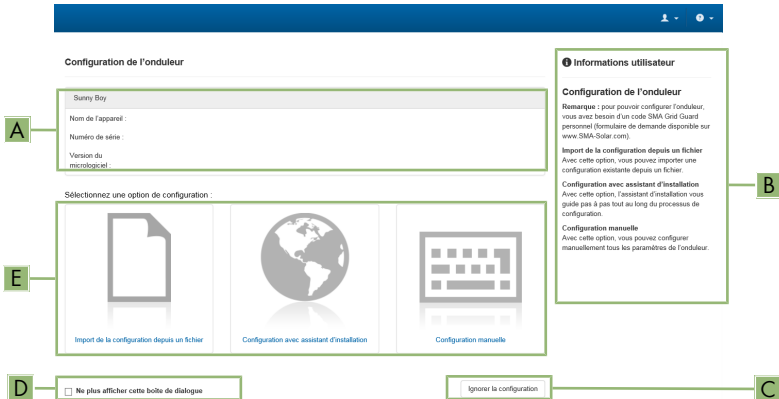 Configuration de l'onduleur
Sunny Boy
Nom de l'appareil :
Numéro de série :
Version du
micrologiciel :
A
Sélectionnez une option de configuration :
Import de la configuration depuis un fichier
Configuration avec assistant d'installation
Configuration manuelle
E
Ne plus afficher cette boîte de dialogue
D
Ignorer la configuration
C
Informations utilisateur
Configuration de l'onduleur
Remarque : pour pouvoir configurer l'onduleur,
vous avez besoin d'un code SMA Grid Guard
personnel (formulaire de demande disponible sur
www.SMA-Solar.com).
Import de la configuration depuis un fichier
Avec cette option, vous pouvez importer une
configuration existante depuis un fichier.
Configuration avec assistant d'installation
Avec cette option, l'assistant d'installation vous
guide pas à pas tout au long du processus de
configuration.
Configuration manuelle
Avec cette option, vous pouvez configurer
manuellement tous les paramètres de l'onduleur.
B